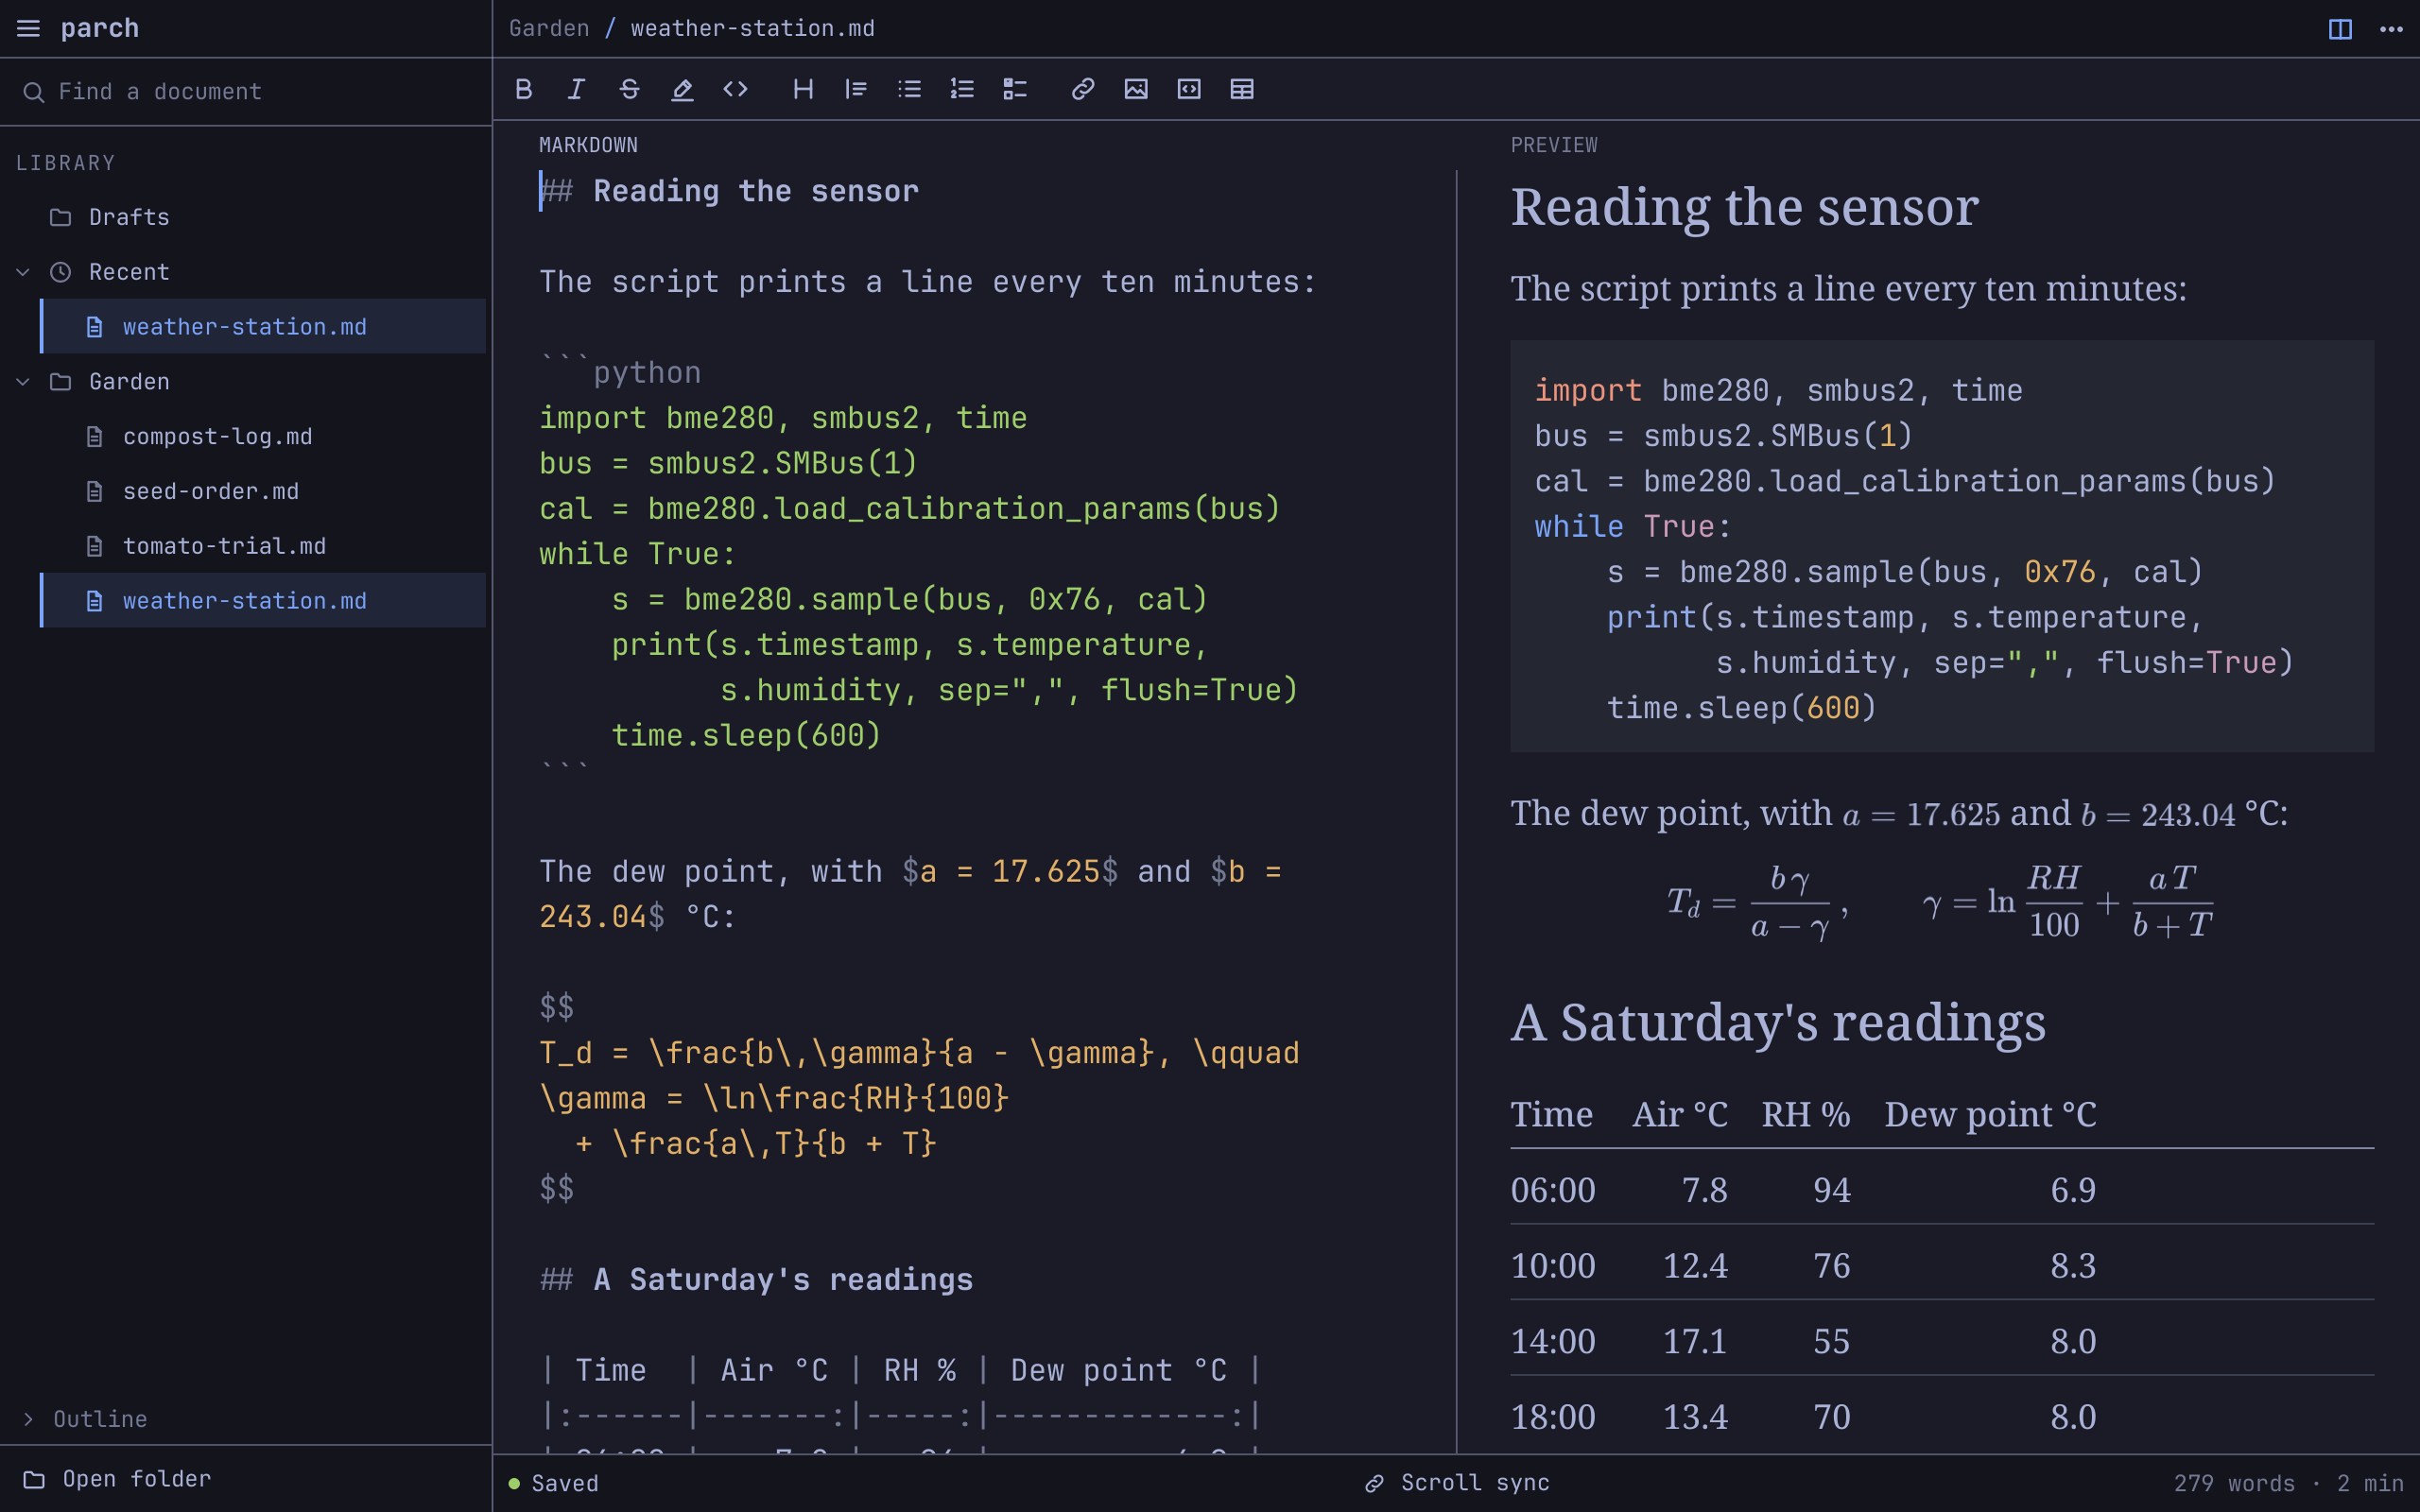 parch
Find a document
LIBRARY
Drafts
Recent
weather-station.md
Garden
compost-log.md
seed-order.md
tomato-trial.md
weather-station.md
Outline
Open folder
Garden / weather-station.md
MARKDOWN
## Reading the sensor
The script prints a line every ten minutes:
```python
import bme280, smbus2, time
bus = smbus2.SMBus(1)
cal = bme280.load_calibration_params(bus)
while True:
    s = bme280.sample(bus, 0x76, cal)
    print(s.timestamp, s.temperature,
          s.humidity, sep=",", flush=True)
    time.sleep(600)
```
The dew point, with $a = 17.625$ and $b =
243.04$ °C:
$$
T_d = \frac{b\,\gamma}{a - \gamma}, \qquad
\gamma = \ln\frac{RH}{100}
  + \frac{a\,T}{b + T}
$$
## A Saturday's readings
| Time  | Air °C | RH % | Dew point °C |
|:------|-------:|-----:|-------------:|
PREVIEW
Reading the sensor
The script prints a line every ten minutes:
import bme280, smbus2, time
bus = smbus2.SMBus(1)
cal = bme280.load_calibration_params(bus)
while True:
    s = bme280.sample(bus, 0x76, cal)
    print(s.timestamp, s.temperature,
          s.humidity, sep=",", flush=True)
    time.sleep(600)
The dew point, with a = 17.625 and b = 243.04 °C:
T_d = \frac{b γ}{a − γ}, γ = ln \frac{RH}{100} + \frac{a T}{b + T}
A Saturday's readings
Time Air °C RH % Dew point °C
06:00 7.8 94 6.9
10:00 12.4 76 8.3
14:00 17.1 55 8.0
18:00 13.4 70 8.0
Saved
Scroll sync
279 words · 2 min